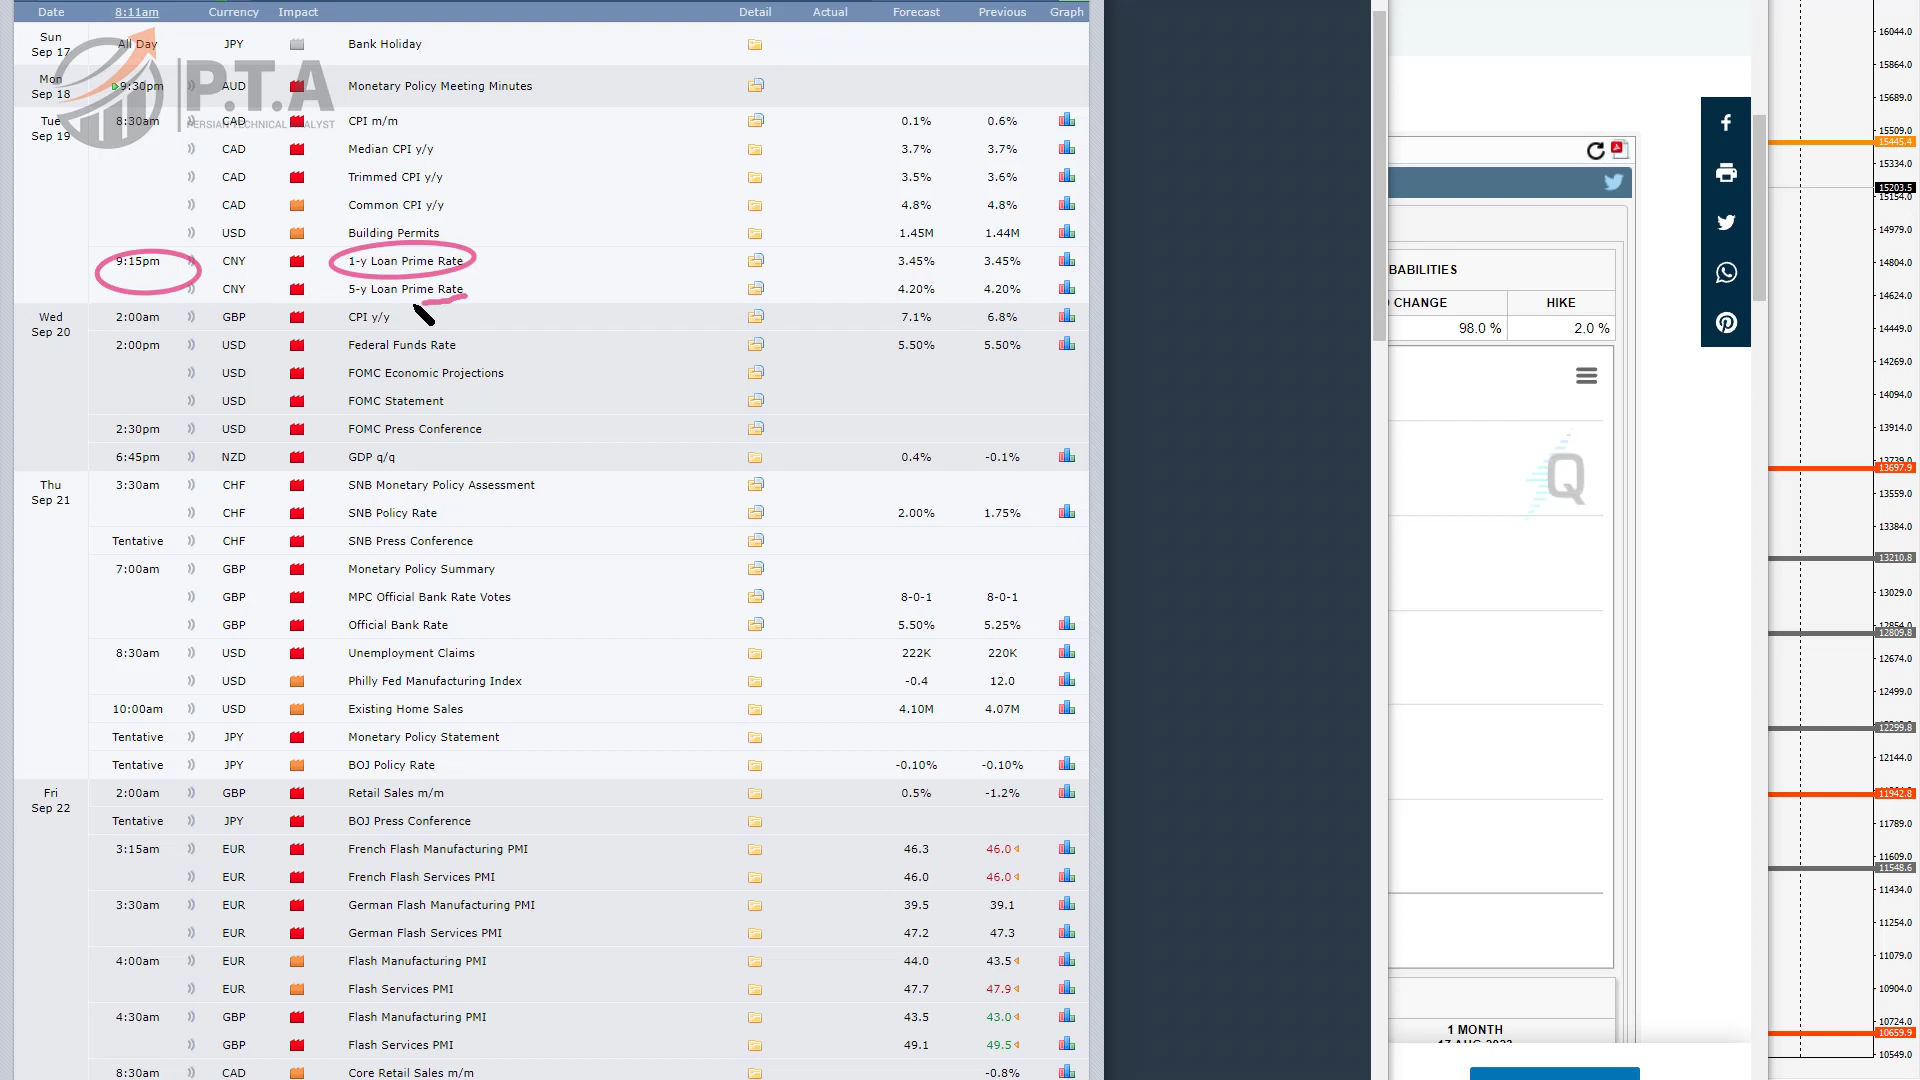 Date 8:11am Currency Impact Detail Actual Forecast Previous Graph
Sun Sep 17 All Day JPY Bank Holiday
Mon Sep 18 9:30pm AUD Monetary Policy Meeting Minutes
Tue Sep 19 8:30am CAD CPI m/m 0.1% 0.6%
CAD Median CPI y/y 3.7% 3.7%
CAD Trimmed CPI y/y 3.5% 3.6%
CAD Common CPI y/y 4.8% 4.8%
USD Building Permits 1.45M 1.44M
9:15pm CNY 1-y Loan Prime Rate 3.45% 3.45%
CNY 5-y Loan Prime Rate 4.20% 4.20%
Wed Sep 20 2:00am GBP CPI y/y 7.1% 6.8%
2:00pm USD Federal Funds Rate 5.50% 5.50%
USD FOMC Economic Projections
USD FOMC Statement
2:30pm USD FOMC Press Conference
6:45pm NZD GDP q/q 0.4% -0.1%
Thu Sep 21 3:30am CHF SNB Monetary Policy Assessment
CHF SNB Policy Rate 2.00% 1.75%
Tentative CHF SNB Press Conference
7:00am GBP Monetary Policy Summary
GBP MPC Official Bank Rate Votes 8-0-1 8-0-1
GBP Official Bank Rate 5.50% 5.25%
8:30am USD Unemployment Claims 222K 220K
USD Philly Fed Manufacturing Index -0.4 12.0
10:00am USD Existing Home Sales 4.10M 4.07M
Tentative JPY Monetary Policy Statement
Tentative JPY BOJ Policy Rate -0.10% -0.10%
Fri Sep 22 2:00am GBP Retail Sales m/m 0.5% -1.2%
Tentative JPY BOJ Press Conference
3:15am EUR French Flash Manufacturing PMI 46.3 46.0
EUR French Flash Services PMI 46.0 46.0
3:30am EUR German Flash Manufacturing PMI 39.5 39.1
EUR German Flash Services PMI 47.2 47.3
4:00am EUR Flash Manufacturing PMI 44.0 43.5
EUR Flash Services PMI 47.7 47.9
4:30am GBP Flash Manufacturing PMI 43.5 43.0
GBP Flash Services PMI 49.1 49.5
8:30am CAD Core Retail Sales m/m -0.8%
P.T.A
PERSIAN TECHNICAL ANALYST
BABILITIES
CHANGE HIKE
98.0 % 2.0 %
Q
1 MONTH
17 AUG 2023
16044.0
15864.0
15689.0
15509.0
15445.4
15334.0
15203.5
15154.0
14979.0
14804.0
14624.0
14449.0
14269.0
14094.0
13914.0
13739.0
13697.9
13559.0
13384.0
13210.8
13029.0
12854.0
12809.8
12674.0
12499.0
12299.8
12144.0
11942.8
11789.0
11609.0
11548.6
11434.0
11254.0
11079.0
10904.0
10724.0
10659.9
10549.0